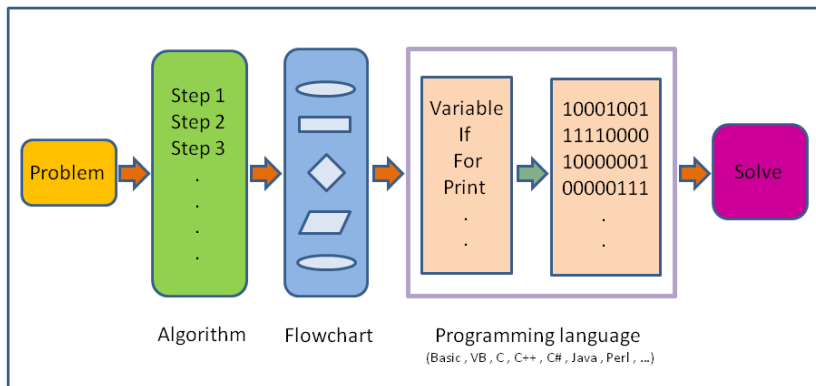 Problem
Step 1
Step 2
Step 3
.
.
.
.
Variable
If
For
Print
.
.
10001001
11110000
10000001
00000111
.
.
Solve
Algorithm
Flowchart
Programming language
(Basic , VB , C , C++ , C# , Java , Perl , ...)